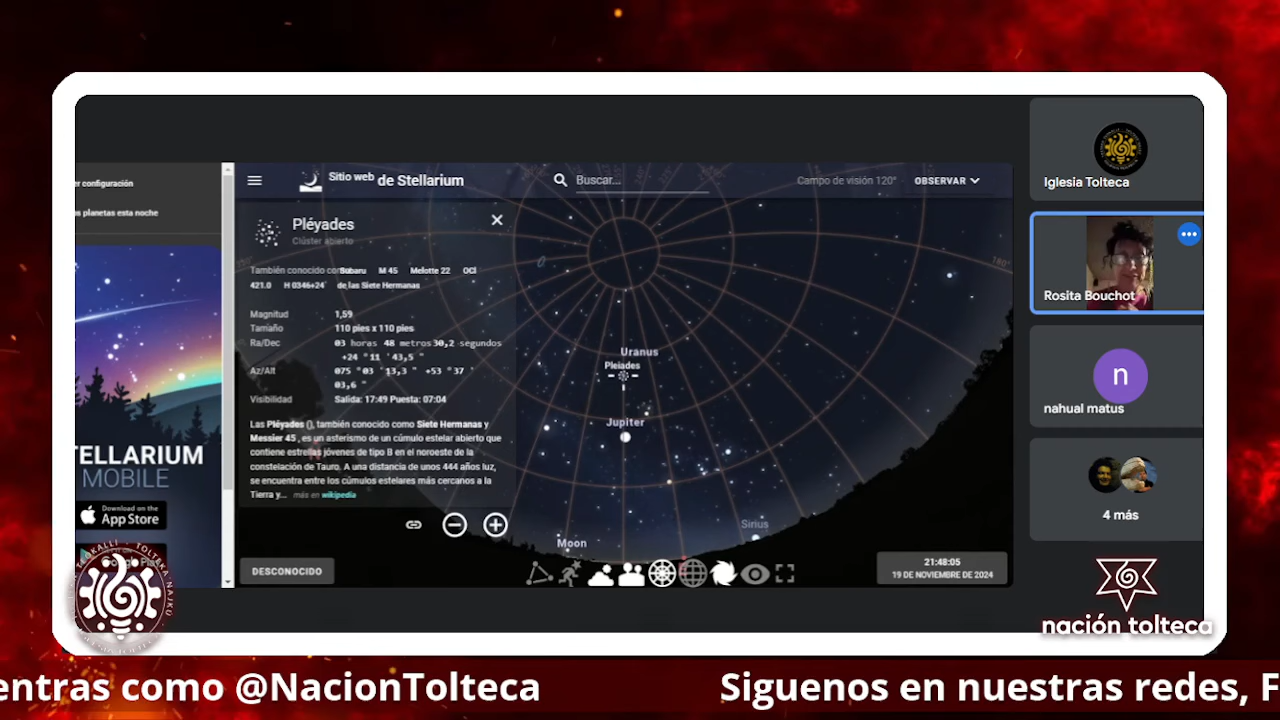 er configuración
s planetas esta noche
TELLARIUM
MOBILE
Download on the
App Store
Sitio web de Stellarium
Buscar...
Campo de visión 120°
OBSERVAR
Pléyades
Clúster abierto
También conocido com Subaru M 45 Melotte 22 OCl
421.0 H 0346+24 de las Siete Hermanas
Magnitud 1,59
Tamaño 110 pies x 110 pies
Ra/Dec 03 horas 48 metros 30,2 segundos
+24 °11 '43,5 "
Az/Alt 075 °03 '13,3 " +53 °37 '
03,6 "
Visibilidad Salida: 17:49 Puesta: 07:04
Las Pléyades (), también conocido como Siete Hermanas y
Messier 45 , es un asterismo de un cúmulo estelar abierto que
contiene estrellas jóvenes de tipo B en el noroeste de la
constelación de Tauro. A una distancia de unos 444 años luz,
se encuentra entre los cúmulos estelares más cercanos a la
Tierra y... más en wikipedia
DESCONOCIDO
Uranus
Pleiades
Jupiter
Moon
Sirius
180°
21:48:05
19 DE NOVIEMBRE DE 2024
Iglesia Tolteca
Rosita Bouchot
n
nahual matus
4 más
TEOKALLI TOLTEKA NAJKU
nación tolteca
entras como @NacionTolteca
Siguenos en nuestras redes, F